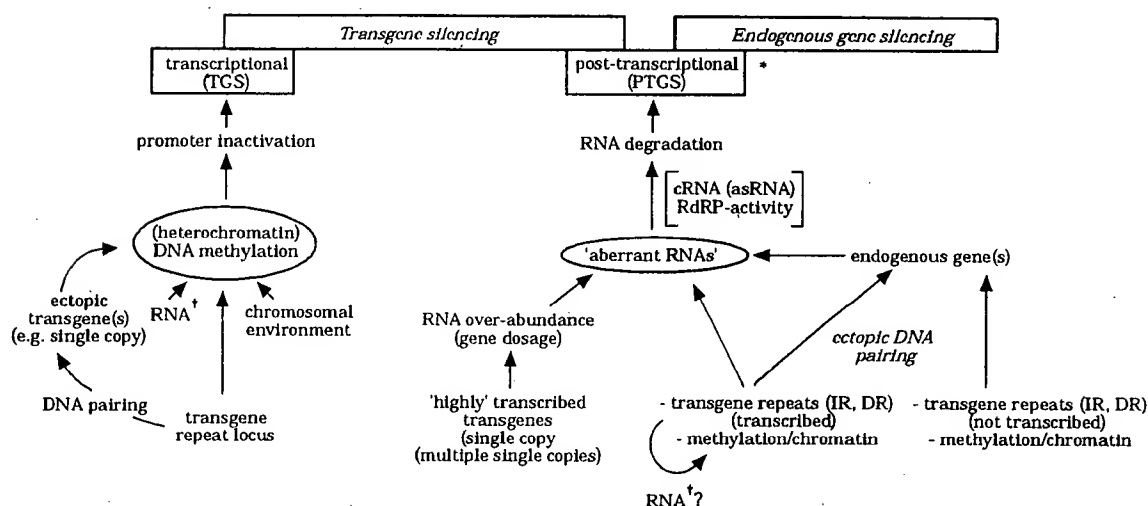 Transgene silencing
Endogenous gene silencing
transcriptional
(TGS)
post-transcriptional
(PTGS)
*
promoter inactivation
RNA degradation
cRNA (asRNA)
RdRP-activity
(heterochromatin)
DNA methylation
'aberrant RNAs'
endogenous gene(s)
ectopic
transgene(s)
(e.g. single copy)
RNA†
chromosomal
environment
RNA over-abundance
(gene dosage)
ectopic DNA
pairing
DNA pairing
transgene
repeat locus
'highly' transcribed
transgenes
(single copy
(multiple single copies)
- transgene repeats (IR, DR)
(transcribed)
- methylation/chromatin
- transgene repeats (IR, DR)
(not transcribed)
- methylation/chromatin
RNA†?